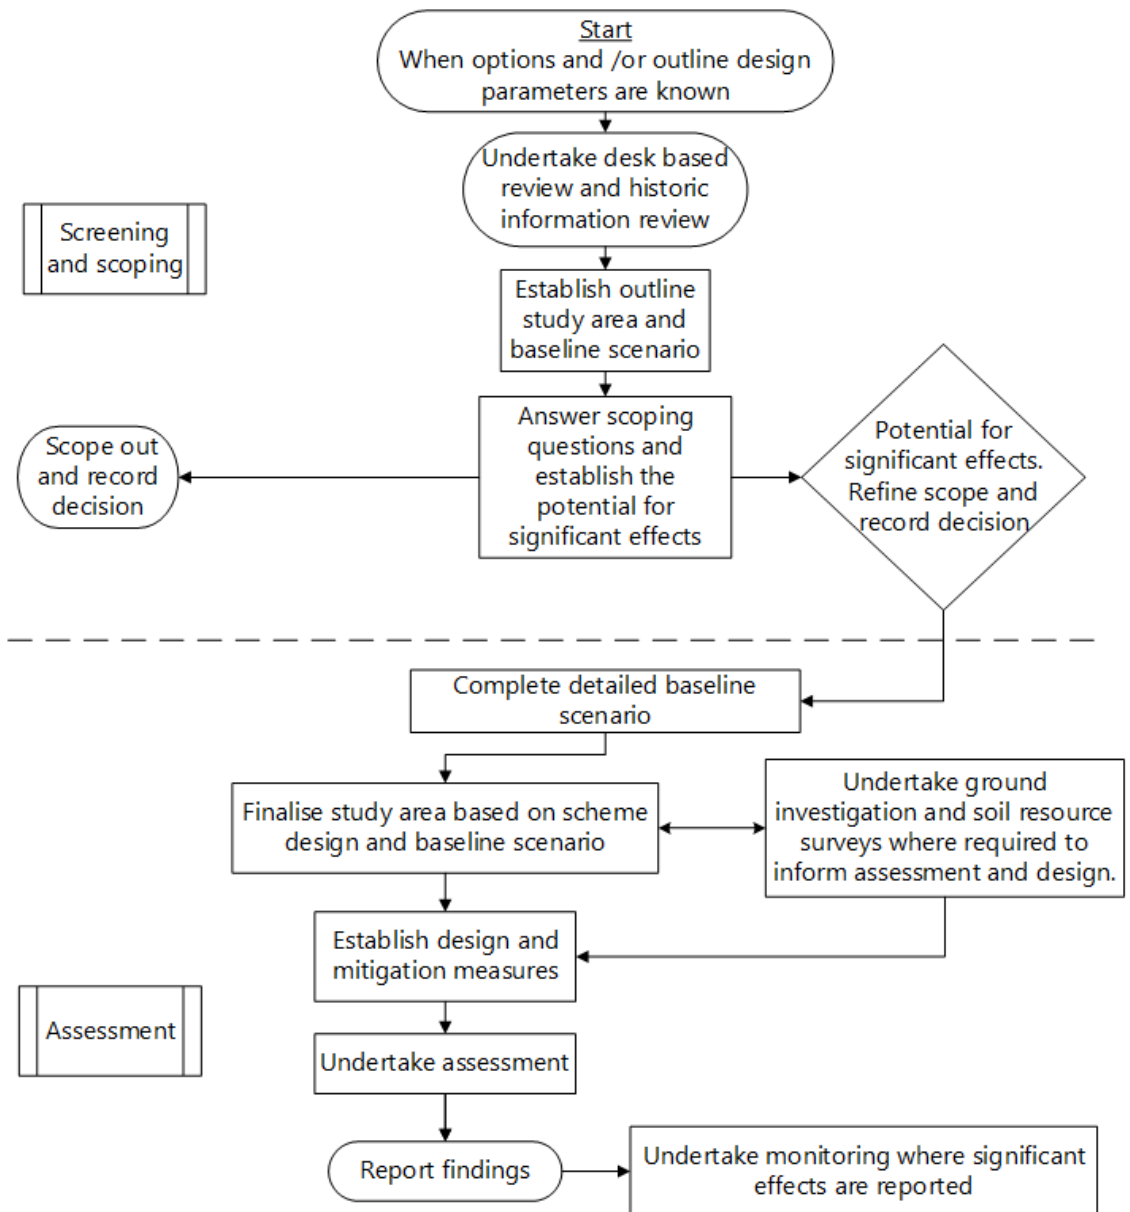 Start
When options and /or outline design
parameters are known
Undertake desk based
review and historic
information review
Screening
and scoping
Establish outline
study area and
baseline scenario
Answer scoping
questions and
establish the
potential for
significant effects
Scope out
and record
decision
Potential for
significant effects.
Refine scope and
record decision
Complete detailed baseline
scenario
Finalise study area based on scheme
design and baseline scenario
Undertake ground
investigation and soil resource
surveys where required to
inform assessment and design.
Establish design and
mitigation measures
Assessment
Undertake assessment
Report findings
Undertake monitoring where significant
effects are reported